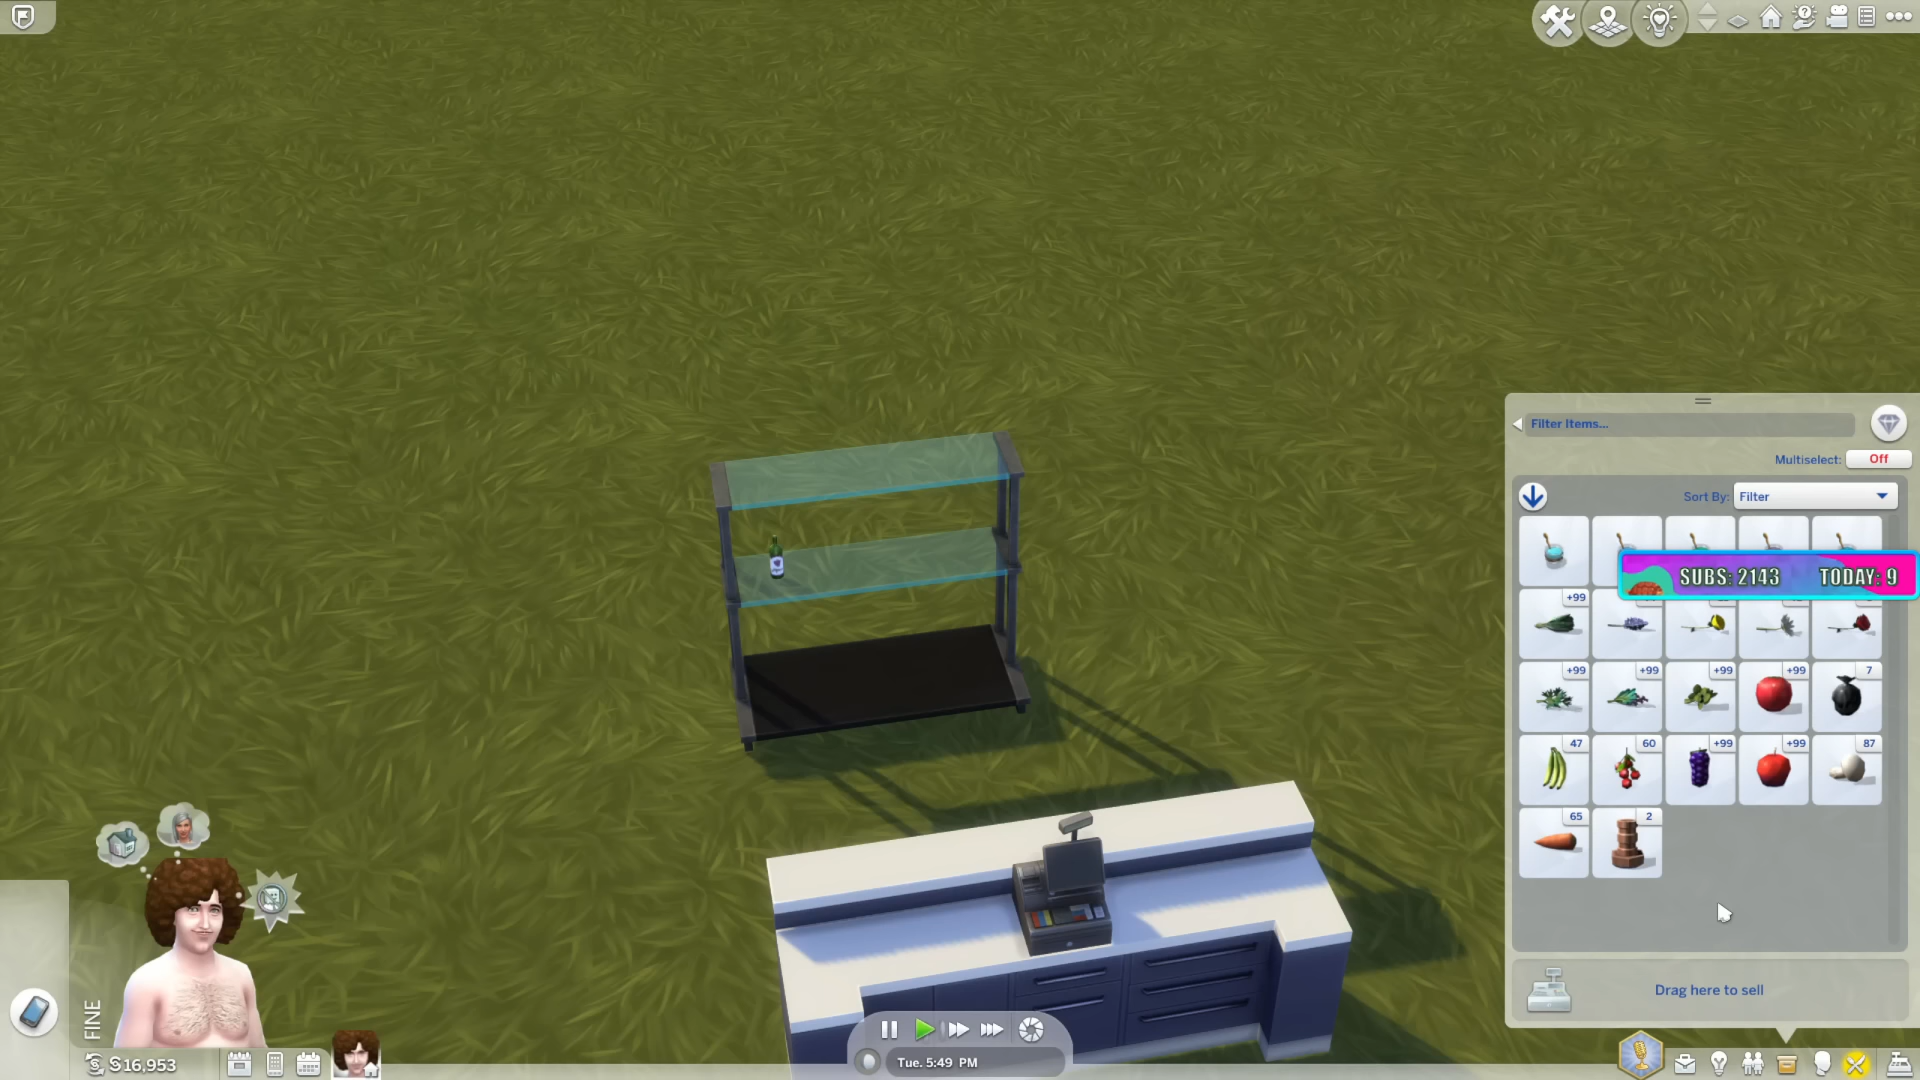 Filter Items...
Multiselect: Off
Sort By: Filter
SUBS: 2143 TODAY: 9
+99
+99 +99 +99 +99 7
47 60 +99 +99 87
65 2
Drag here to sell
FINE
§16,953
Tue. 5:49 PM